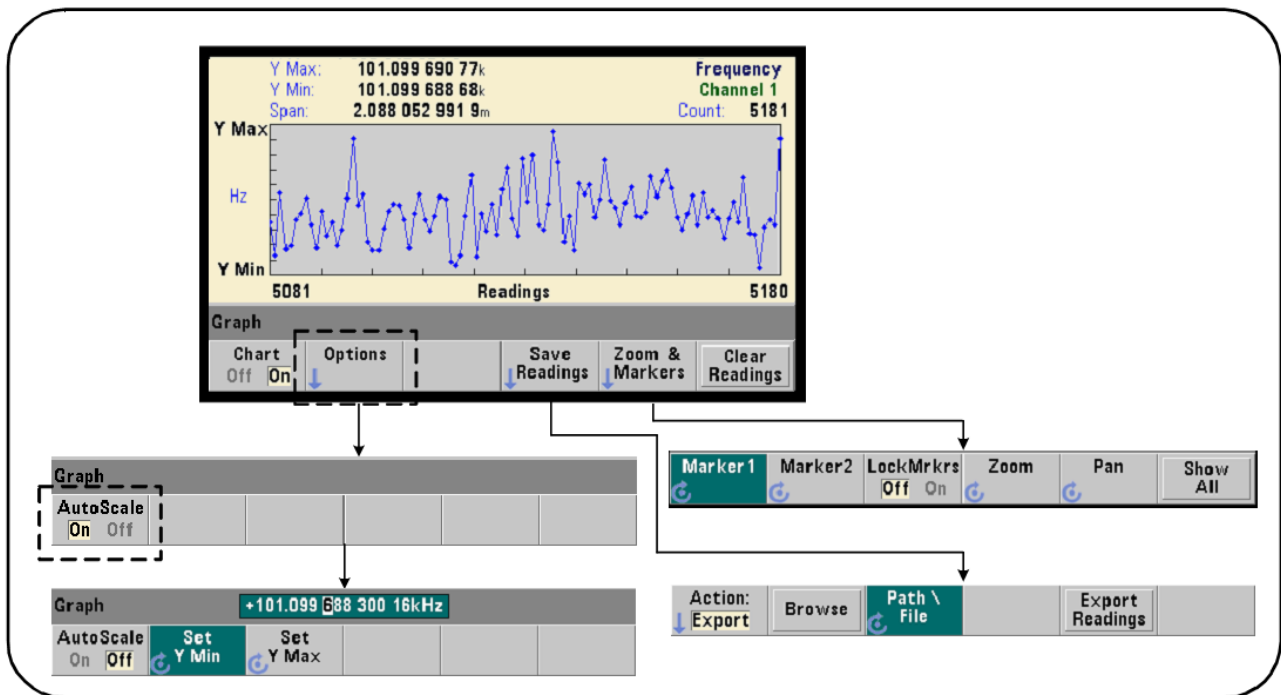 Y Max: 101.099 690 77k Frequency
Y Min: 101.099 688 68k Channel 1
Span: 2.088 052 991 9m Count: 5181
Y Max
Hz
Y Min
5081 Readings 5180
Graph
Chart Off On
Options
Save Readings
Zoom & Markers
Clear Readings
Graph
AutoScale On Off
Marker1
Marker2
LockMrkrs Off On
Zoom
Pan
Show All
Graph +101.099 688 300 16kHz
AutoScale On Off
Set Y Min
Set Y Max
Action: Export
Browse
Path \ File
Export Readings